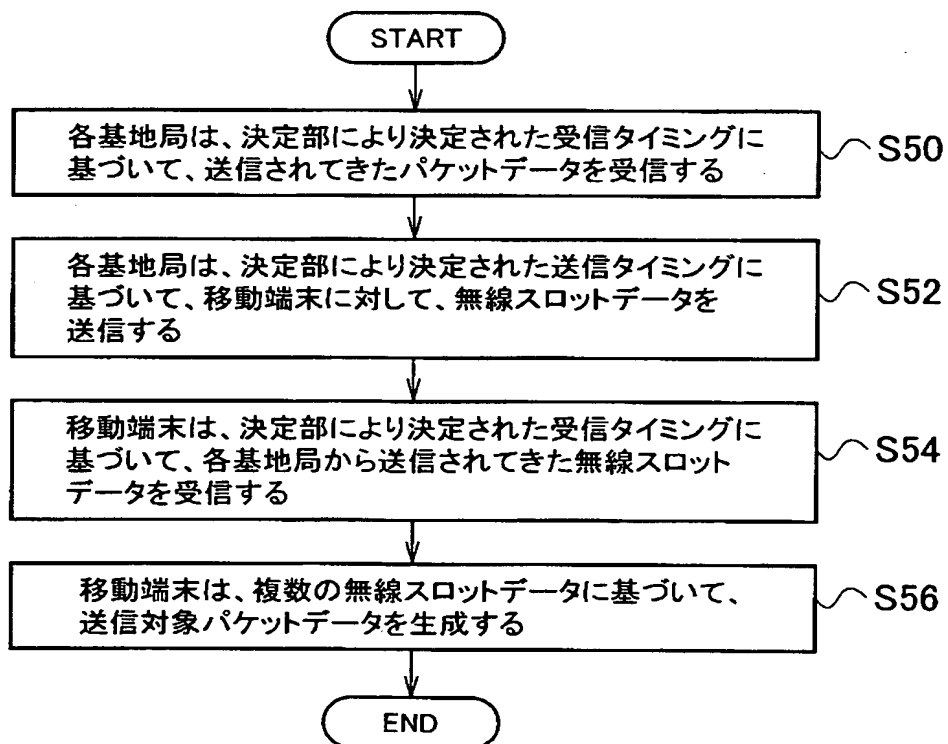 START
各基地局は、決定部により決定された受信タイミングに
基づいて、送信されてきたパケットデータを受信する
S50
各基地局は、決定部により決定された送信タイミングに
基づいて、移動端末に対して、無線スロットデータを
送信する
S52
移動端末は、決定部により決定された受信タイミングに
基づいて、各基地局から送信されてきた無線スロット
データを受信する
S54
移動端末は、複数の無線スロットデータに基づいて、
送信対象パケットデータを生成する
S56
END